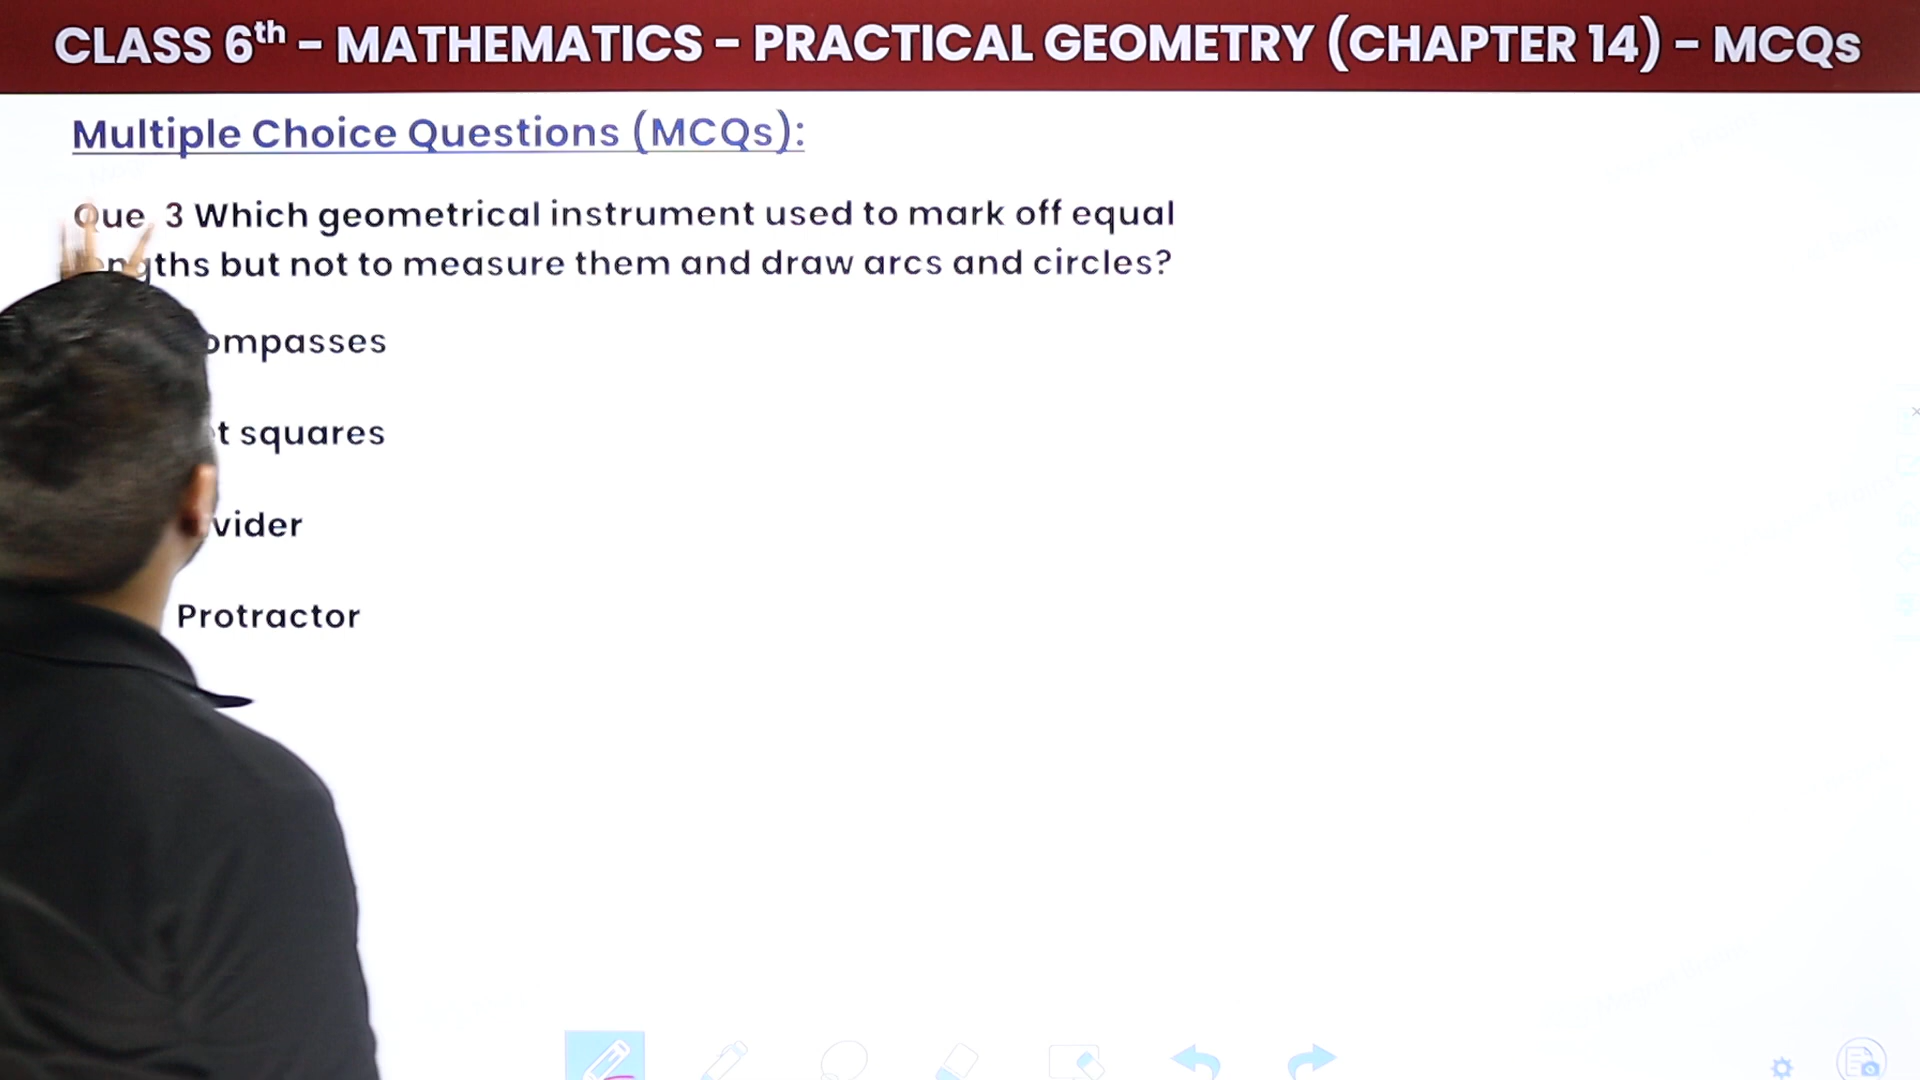 CLASS 6th - MATHEMATICS - PRACTICAL GEOMETRY (CHAPTER 14) - MCQs
Multiple Choice Questions (MCQs):
Que. 3 Which geometrical instrument used to mark off equal
lengths but not to measure them and draw arcs and circles?
ompasses
t squares
vider
Protractor